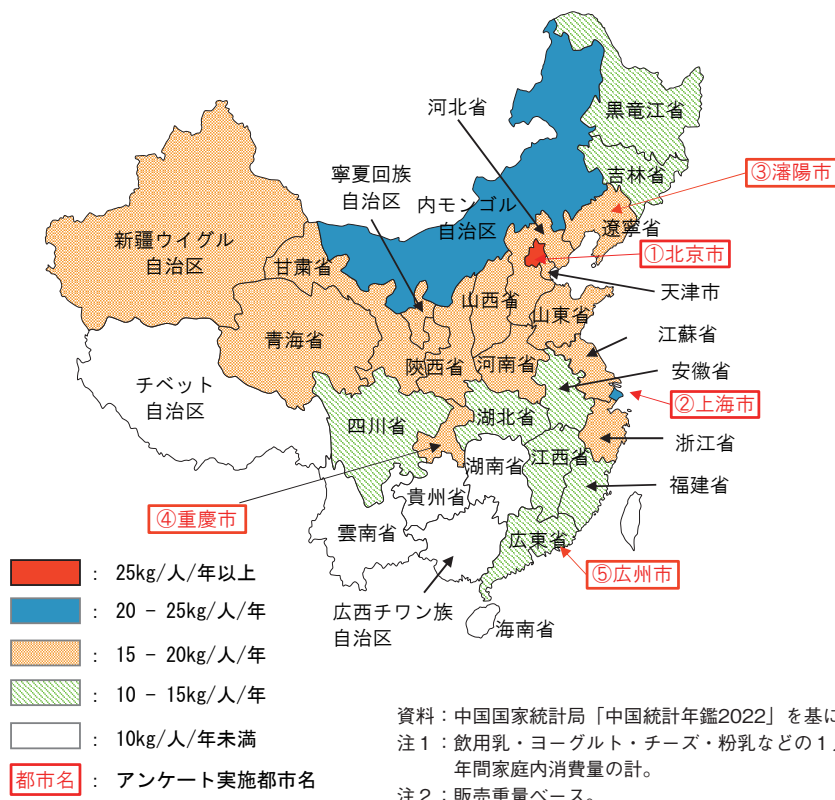 黒竜江省
河北省
吉林省
③瀋陽市
寧夏回族
自治区
内モンゴル
自治区
遼寧省
新疆ウイグル
自治区
①北京市
甘粛省
天津市
山西省
山東省
江蘇省
青海省
陝西省
河南省
安徽省
チベット
自治区
②上海市
四川省
湖北省
浙江省
江西省
湖南省
福建省
貴州省
④重慶市
雲南省
広東省
⑤広州市
広西チワン族
自治区
海南省
： 25kg/人/年以上
： 20 - 25kg/人/年
： 15 - 20kg/人/年
： 10 - 15kg/人/年
： 10kg/人/年未満
都市名 ： アンケート実施都市名
資料：中国国家統計局「中国統計年鑑2022」を基に
注１：飲用乳・ヨーグルト・チーズ・粉乳などの１人
年間家庭内消費量の計。
注２：販売重量ベース。